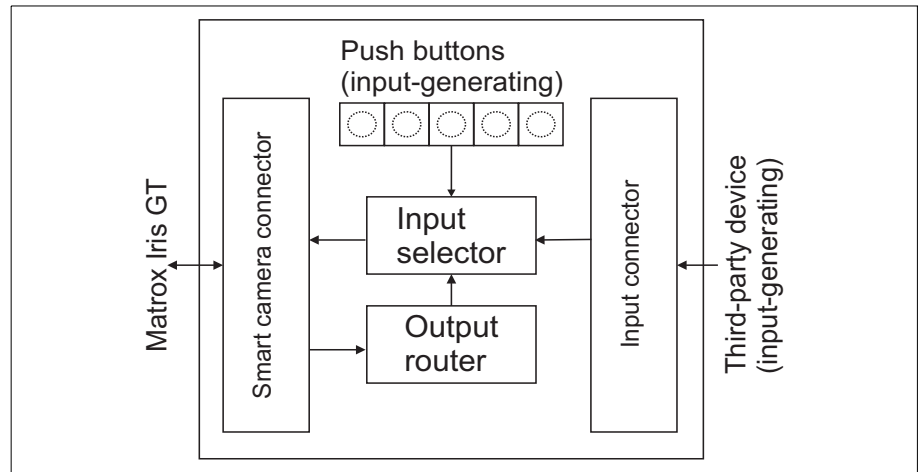 Push buttons
(input-generating)
Matrox Iris GT
Smart camera connector
Input
selector
Output
router
Input connector
Third-party device
(input-generating)